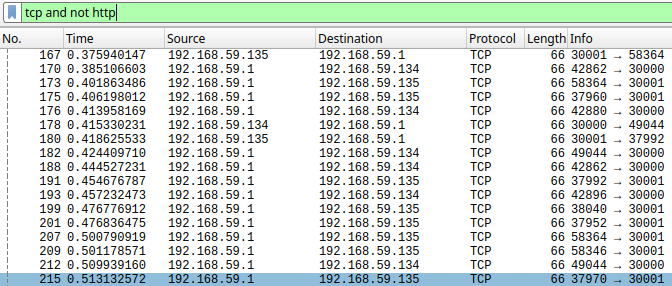 tcp and not http
No. Time Source Destination Protocol Length Info
167 0.375940147 192.168.59.135 192.168.59.1 TCP 66 30001 → 58364
170 0.385106603 192.168.59.1 192.168.59.134 TCP 66 42862 → 30000
173 0.401863486 192.168.59.1 192.168.59.135 TCP 66 58364 → 30001
175 0.406198012 192.168.59.1 192.168.59.135 TCP 66 37960 → 30001
176 0.413958169 192.168.59.1 192.168.59.134 TCP 66 42880 → 30000
178 0.415330231 192.168.59.134 192.168.59.1 TCP 66 30000 → 49044
180 0.418625533 192.168.59.135 192.168.59.1 TCP 66 30001 → 37992
182 0.424409710 192.168.59.1 192.168.59.134 TCP 66 49044 → 30000
188 0.444527231 192.168.59.1 192.168.59.134 TCP 66 42862 → 30000
191 0.454676787 192.168.59.1 192.168.59.135 TCP 66 37992 → 30001
193 0.457232473 192.168.59.1 192.168.59.134 TCP 66 42896 → 30000
199 0.476776912 192.168.59.1 192.168.59.135 TCP 66 38040 → 30001
201 0.476836475 192.168.59.1 192.168.59.135 TCP 66 37952 → 30001
207 0.500790919 192.168.59.1 192.168.59.135 TCP 66 58364 → 30001
209 0.501178571 192.168.59.1 192.168.59.135 TCP 66 58346 → 30001
212 0.509939160 192.168.59.1 192.168.59.134 TCP 66 49044 → 30000
215 0.513132572 192.168.59.1 192.168.59.135 TCP 66 37970 → 30001